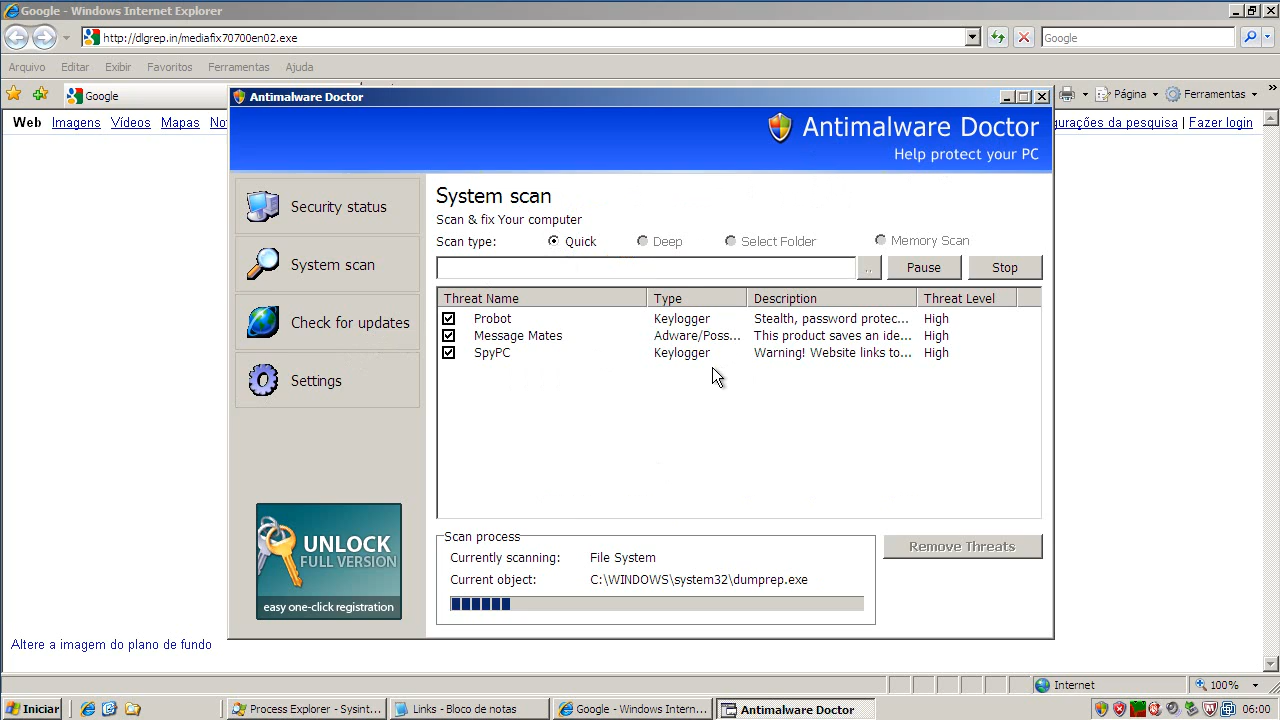 Google - Windows Internet Explorer
http://dlgrep.in/mediafix70700en02.exe
Google
Arquivo Editar Exibir Favoritos Ferramentas Ajuda
Google
Página Ferramentas
Web Imagens Vídeos Mapas No
gurações da pesquisa | Fazer login
Antimalware Doctor
Antimalware Doctor
Help protect your PC
Security status
System scan
Check for updates
Settings
UNLOCK
FULL VERSION
easy one-click registration
System scan
Scan & fix Your computer
Scan type: Quick Deep Select Folder Memory Scan
.. Pause Stop
Threat Name Type Description Threat Level
Probot Keylogger Stealth, password protec... High
Message Mates Adware/Poss... This product saves an ide... High
SpyPC Keylogger Warning! Website links to... High
Scan process
Currently scanning: File System
Current object: C:\WINDOWS\system32\dumprep.exe
Remove Threats
Altere a imagem do plano de fundo
Internet 100%
Iniciar Process Explorer - Sysint... Links - Bloco de notas Google - Windows Intern... Antimalware Doctor 06:00